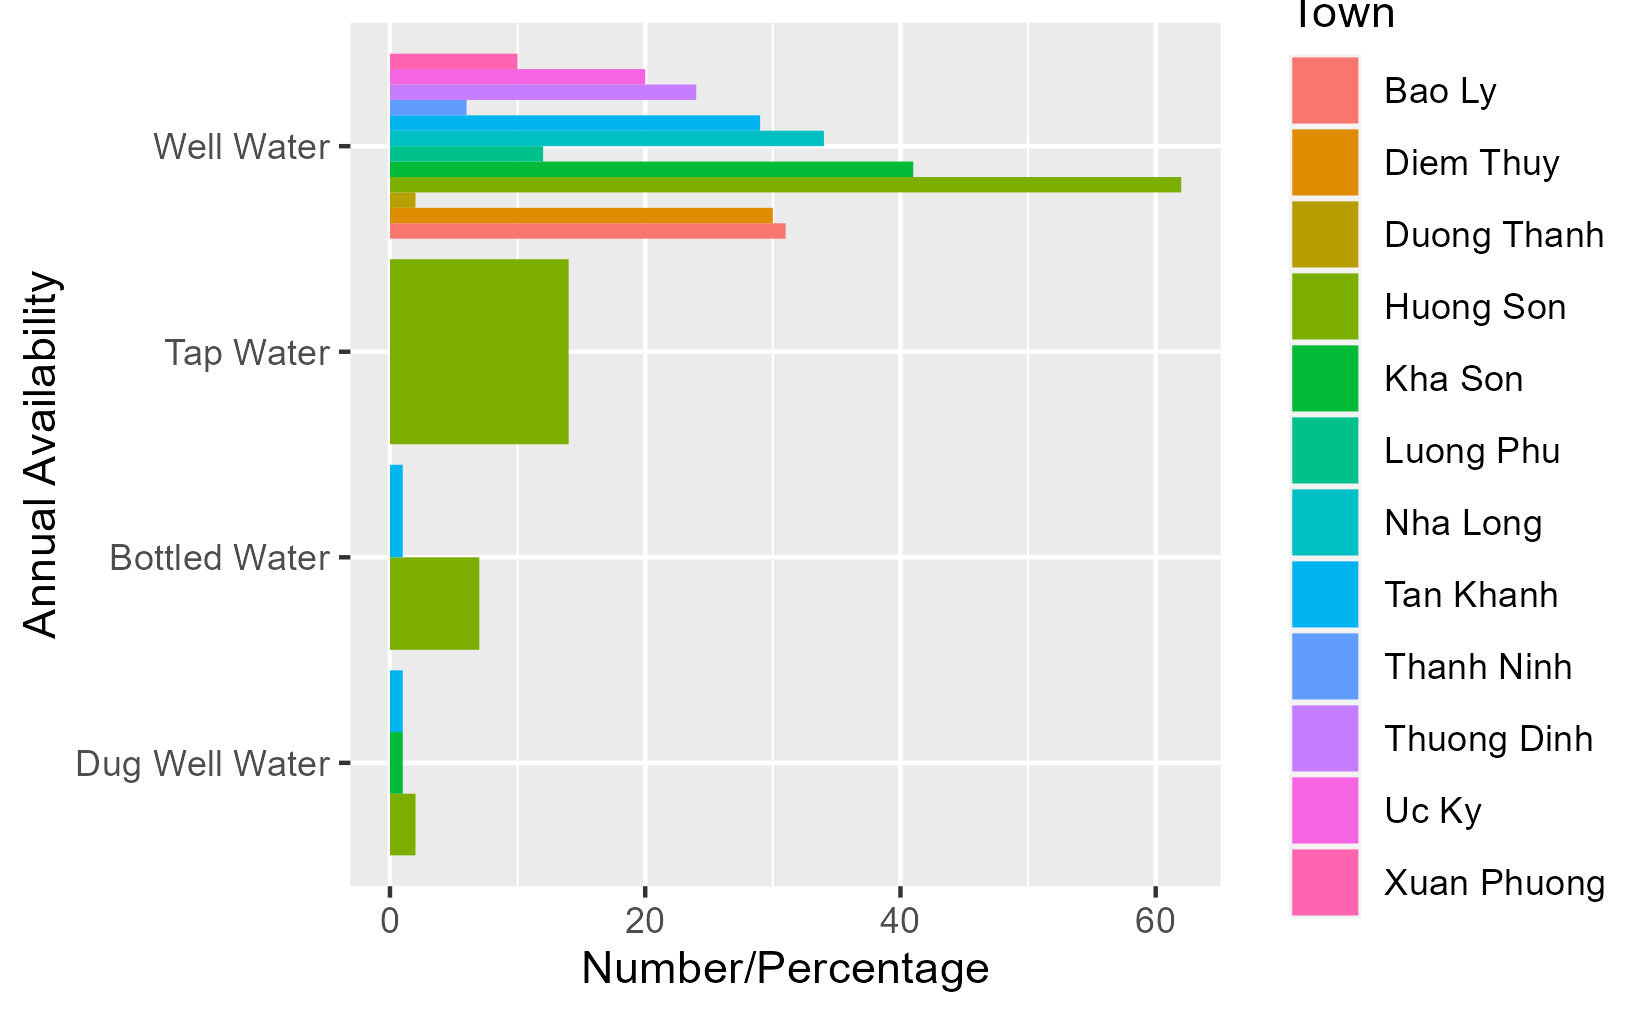 Town
Bao Ly
Diem Thuy
Duong Thanh
Huong Son
Kha Son
Luong Phu
Nha Long
Tan Khanh
Thanh Ninh
Thuong Dinh
Uc Ky
Xuan Phuong
Annual Availability
Well Water
Tap Water
Bottled Water
Dug Well Water
0 20 40 60
Number/Percentage